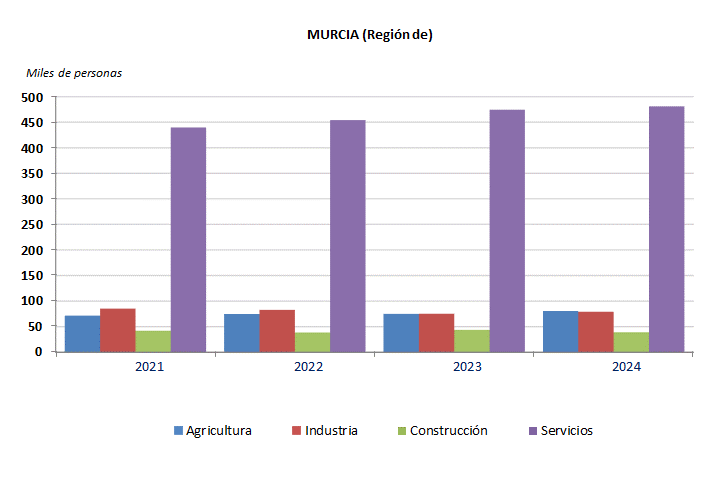 MURCIA (Región de)
Miles de personas
500
450
400
350
300
250
200
150
100
50
0
2021 2022 2023 2024
Agricultura Industria Construcción Servicios